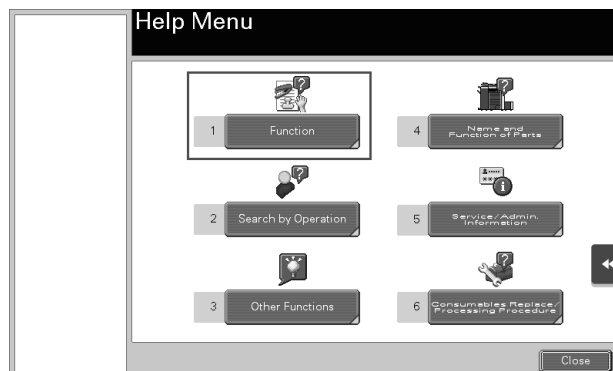 Help Menu
1
Function
4
Name and
Function of Parts
2
Search by Operation
5
Service/Admin.
Information
3
Other Functions
6
Consumables Replace/
Processing Procedure
Close